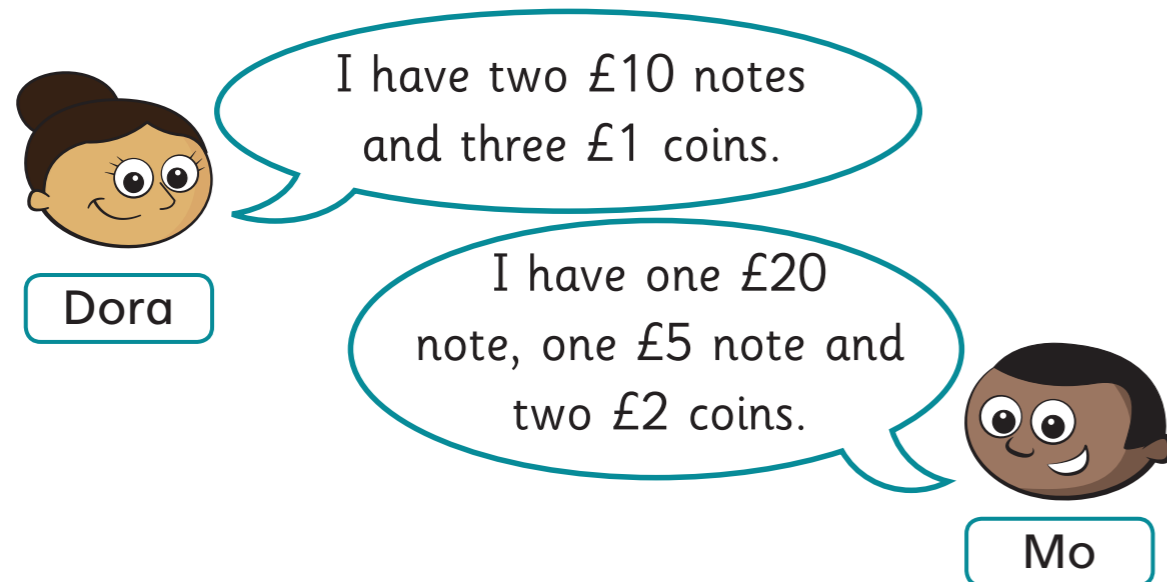 I have two £10 notes
and three £1 coins.
Dora
I have one £20
note, one £5 note and
two £2 coins.
Mo